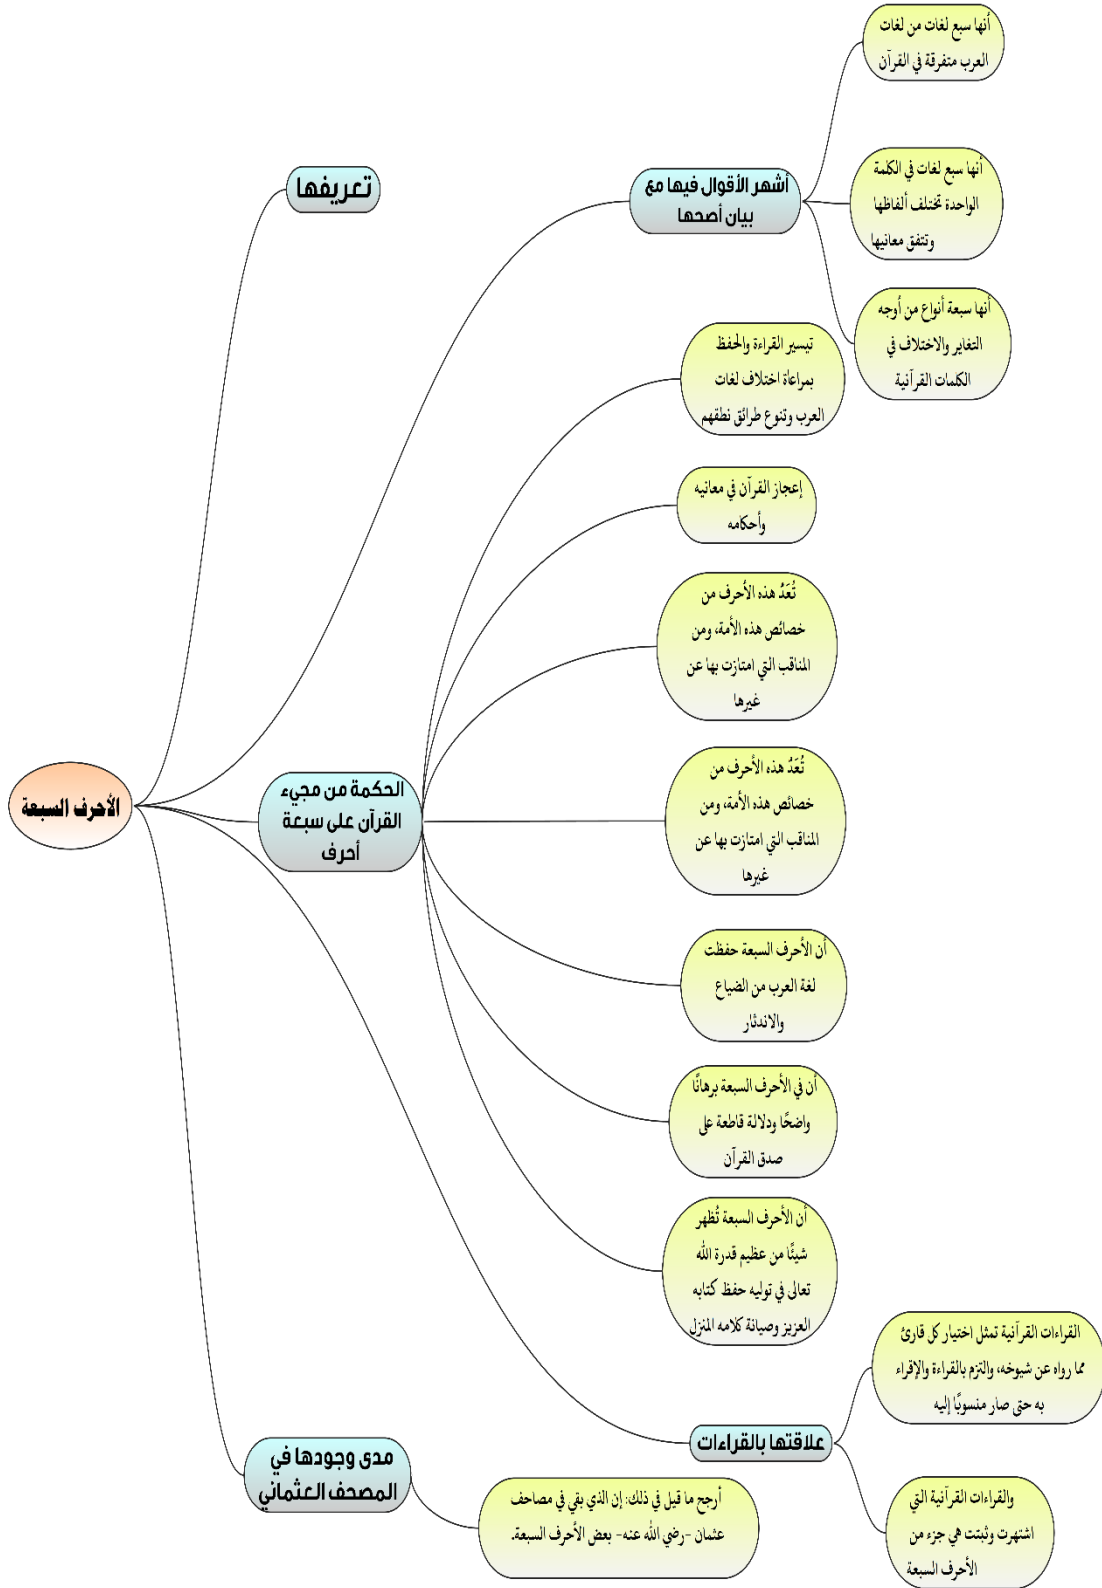 الأحرف السبعة
تعريفها
أشهر الأقوال فيها مع
بيان أصحها
أنها سبع لغات من لغات
العرب متفرقة في القرآن
أنها سبع لغات في الكلمة
الواحدة تختلف ألفاظها
وتتفق معانيها
أنها سبعة أنواع من أوجه
التغاير والاختلاف في
الكلمات القرآنية
الحكمة من مجيء
القرآن على سبعة
أحرف
تيسير القراءة والحفظ
بمراعاة اختلاف لغات
العرب وتنوع طرائق نطقهم
إعجاز القرآن في معانيه
وأحكامه
تُعَدُّ هذه الأحرف من
خصائص هذه الأمة، ومن
المناقب التي امتازت بها عن
غيرها
تُعَدُّ هذه الأحرف من
خصائص هذه الأمة، ومن
المناقب التي امتازت بها عن
غيرها
أن الأحرف السبعة حفظت
لغة العرب من الضياع
والاندثار
أن في الأحرف السبعة برهانًا
واضحًا ودلالة قاطعة على
صدق القرآن
أن الأحرف السبعة تُظهر
شيئًا من عظيم قدرة الله
تعالى في توليه حفظ كتابه
العزيز وصيانة كلامه المنزل
علاقتها بالقراءات
القراءات القرآنية تمثل اختيار كل قارئ
مما رواه عن شيوخه، والتزم بالقراءة والإقراء
به حتى صار منسوبًا إليه
والقراءات القرآنية التي
اشتهرت وثبتت هي جزء من
الأحرف السبعة
مدى وجودها في
المصحف العثماني
أرجح ما قيل في ذلك: إن الذي بقي في مصاحف
عثمان -رضي الله عنه- بعض الأحرف السبعة.